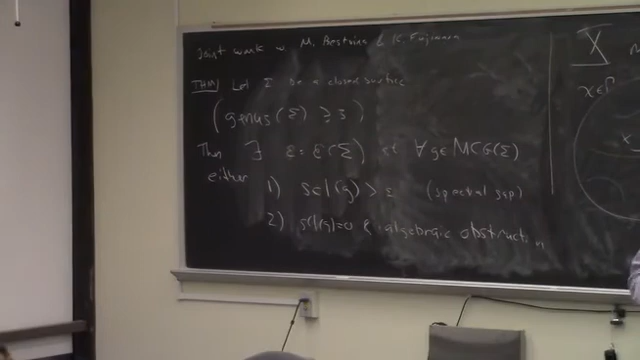 Joint work w. M. Bestvina & K. Fujiwara
THM Let Σ be a closed surface
(genus(Σ) ≥ 3)
Then ∃ ε = ε(Σ) st ∀ g ∈ MCG(Σ)
either
1) scl(g) > ε (spectral gap)
2) scl(g)=0 & algebraic obstruction
X
x ∈ Γ
x